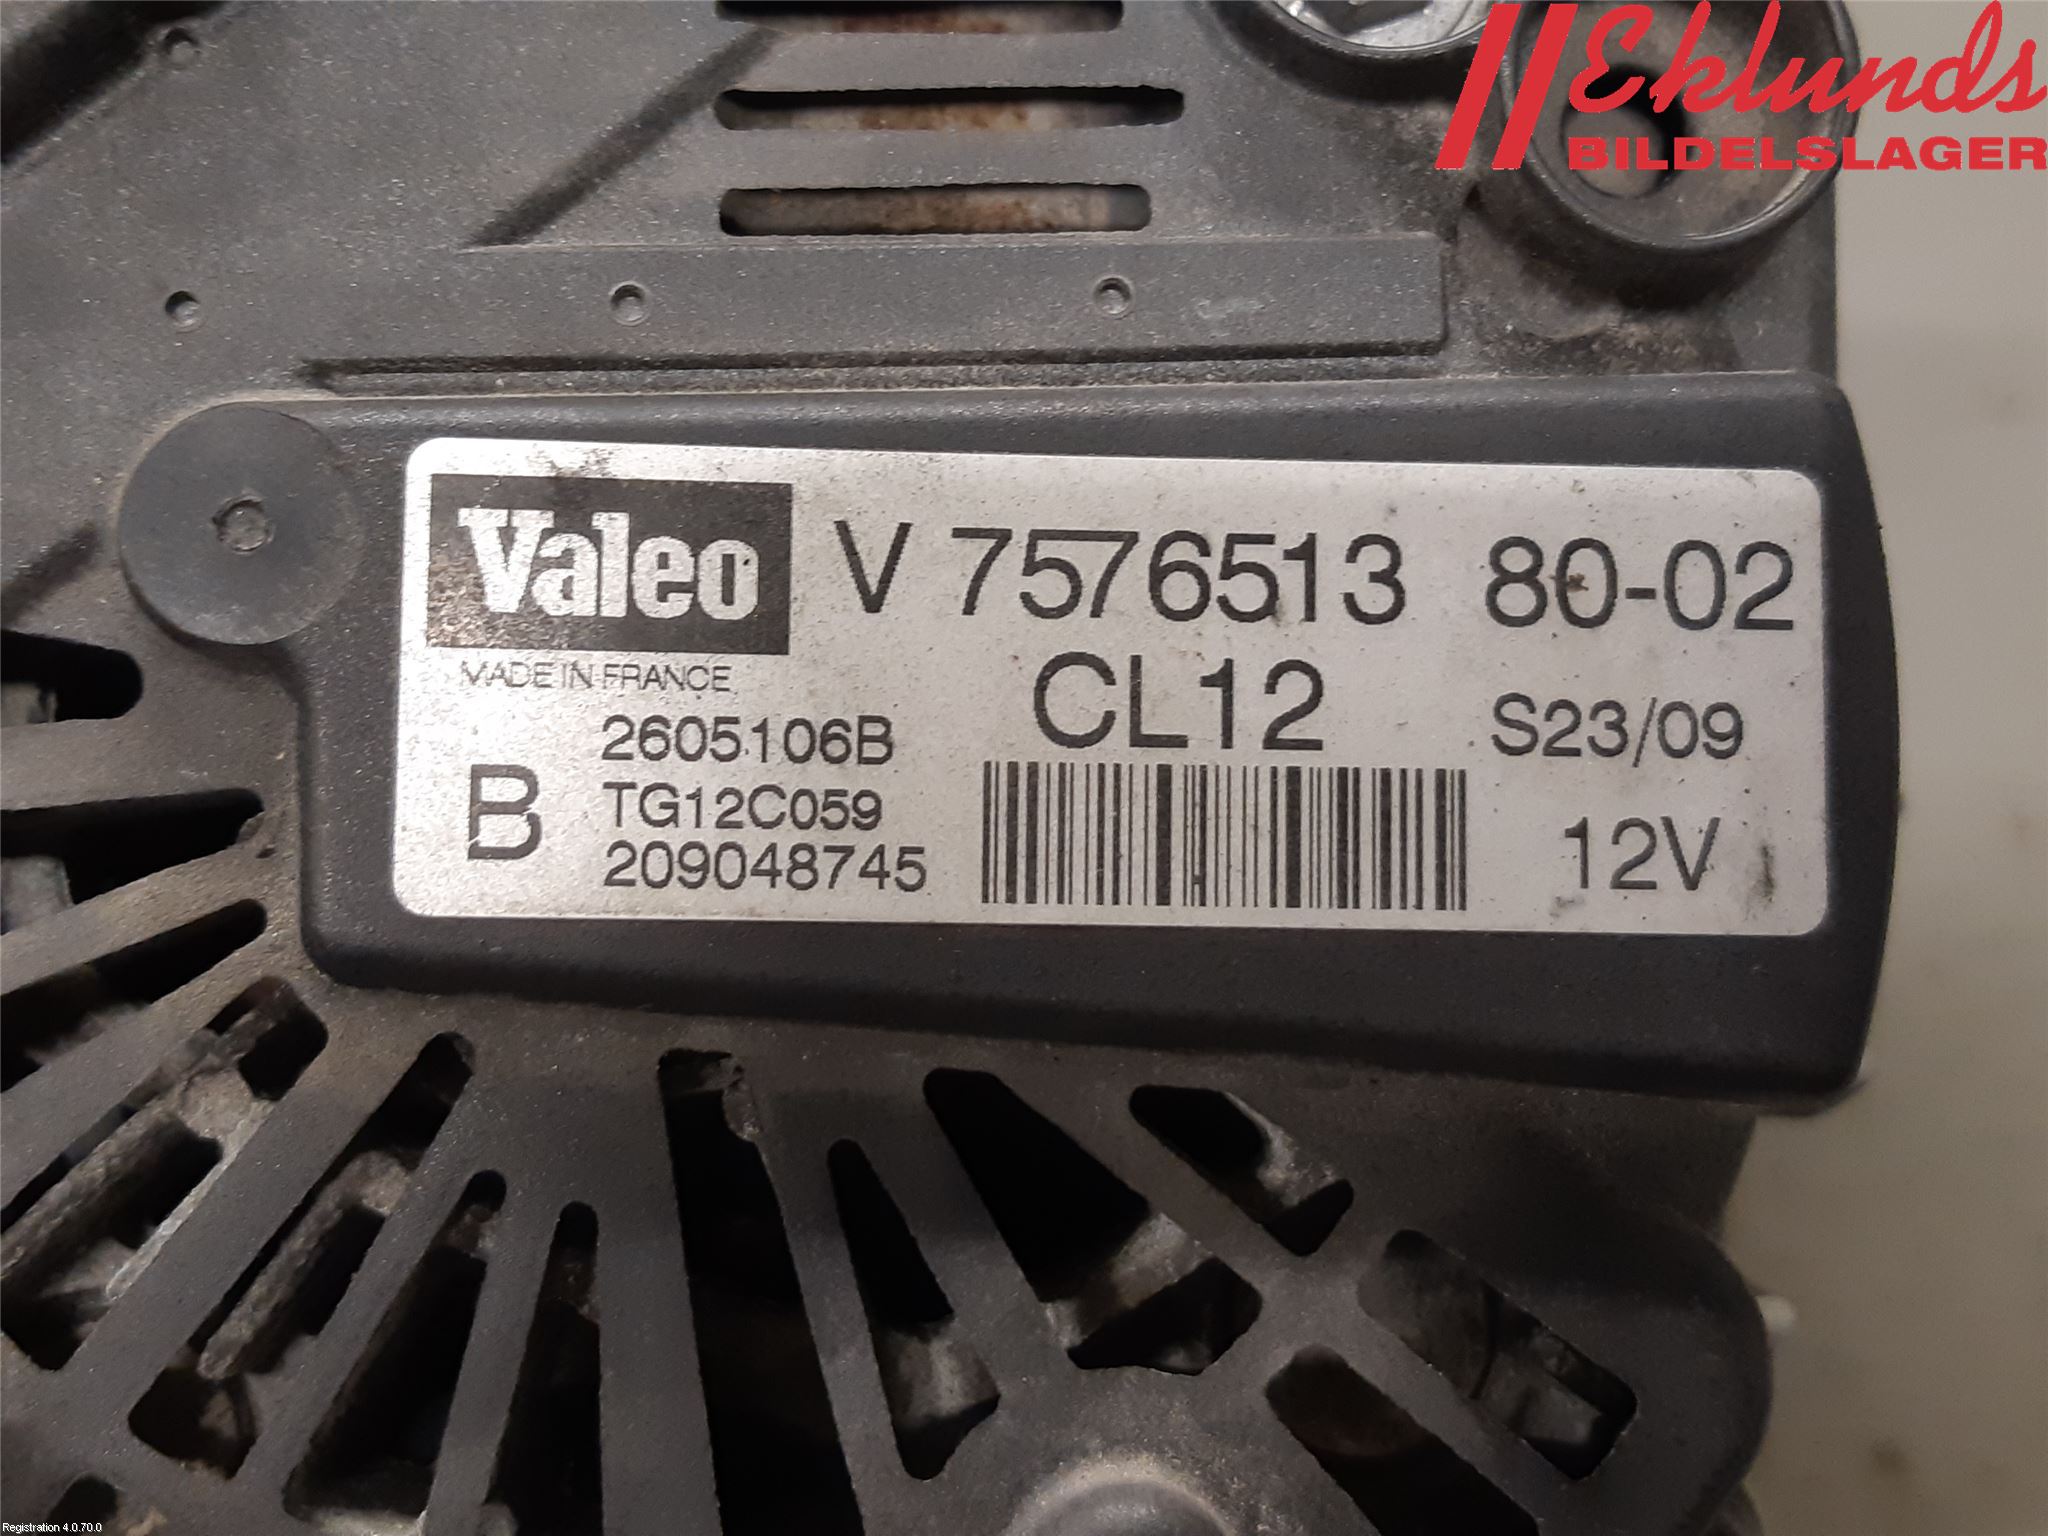 Eklunds
BILDELSLAGER
Valeo
V 7576513 80-02
MADE IN FRANCE
CL12
2605106B
S23/09
B
TG12C059
209048745
12V
Registration 4.0.70.0